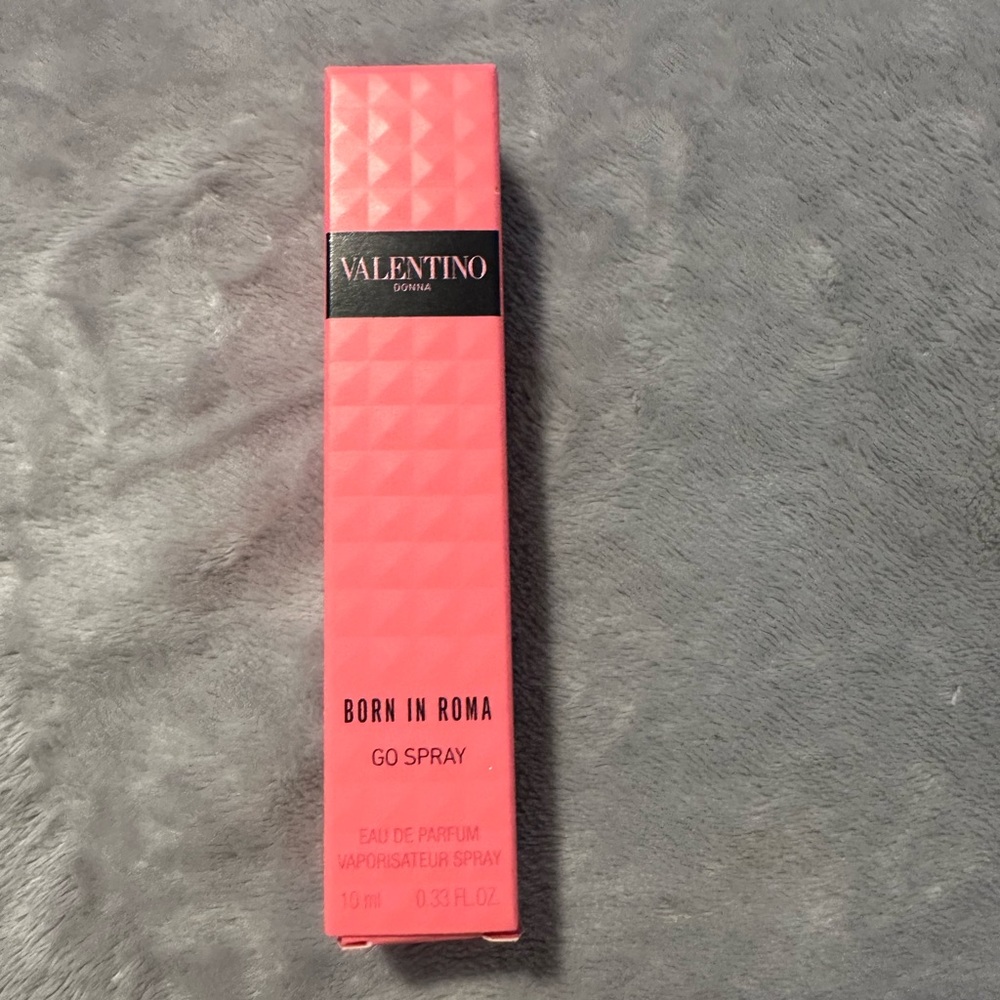 VALENTINO
DONNA
BORN IN ROMA
GO SPRAY
EAU DE PARFUM
VAPORISATEUR SPRAY
10 ml 0.33 FL.OZ.